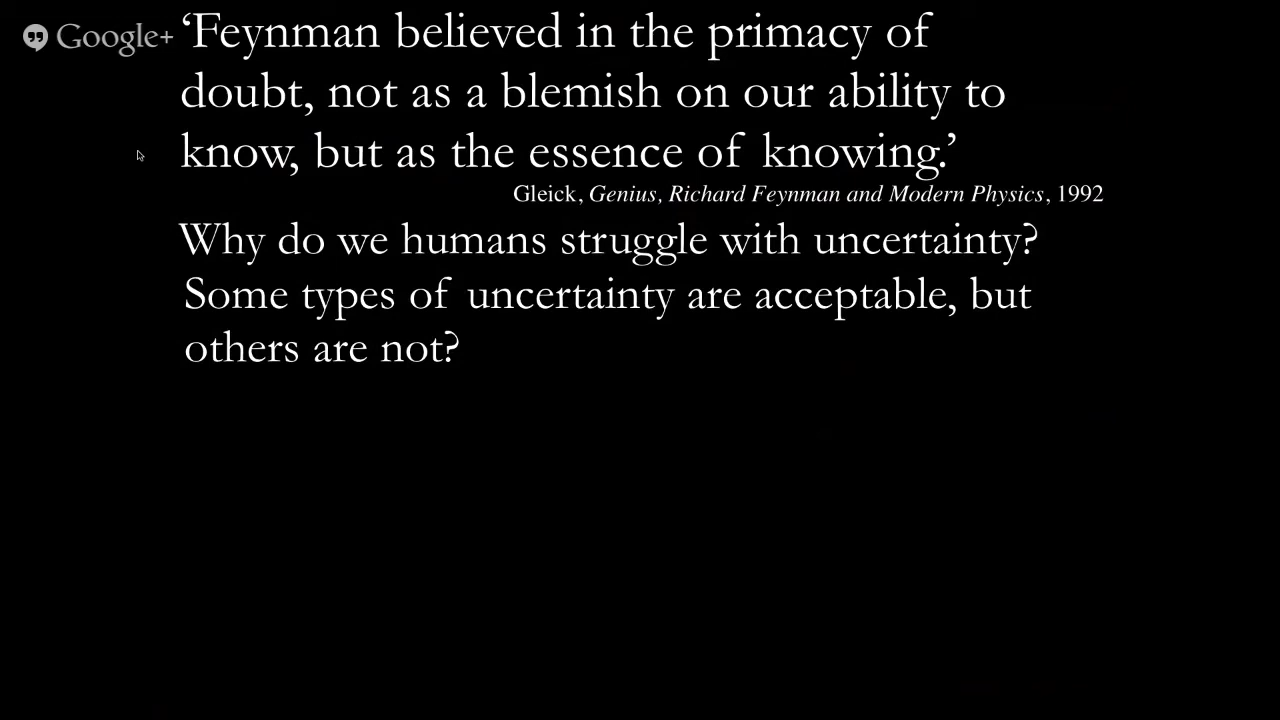 Google+
‘Feynman believed in the primacy of
doubt, not as a blemish on our ability to
know, but as the essence of knowing.’
Gleick, Genius, Richard Feynman and Modern Physics, 1992
Why do we humans struggle with uncertainty?
Some types of uncertainty are acceptable, but
others are not?